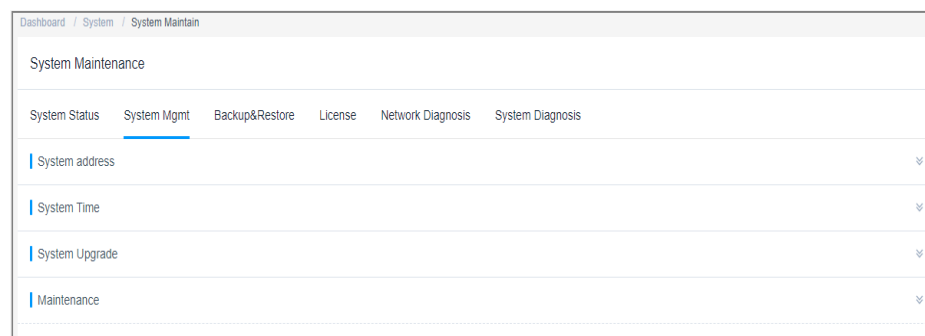 Dashboard / System / System Maintain
System Maintenance
System Status System Mgmt Backup&Restore License Network Diagnosis System Diagnosis
System address
System Time
System Upgrade
Maintenance